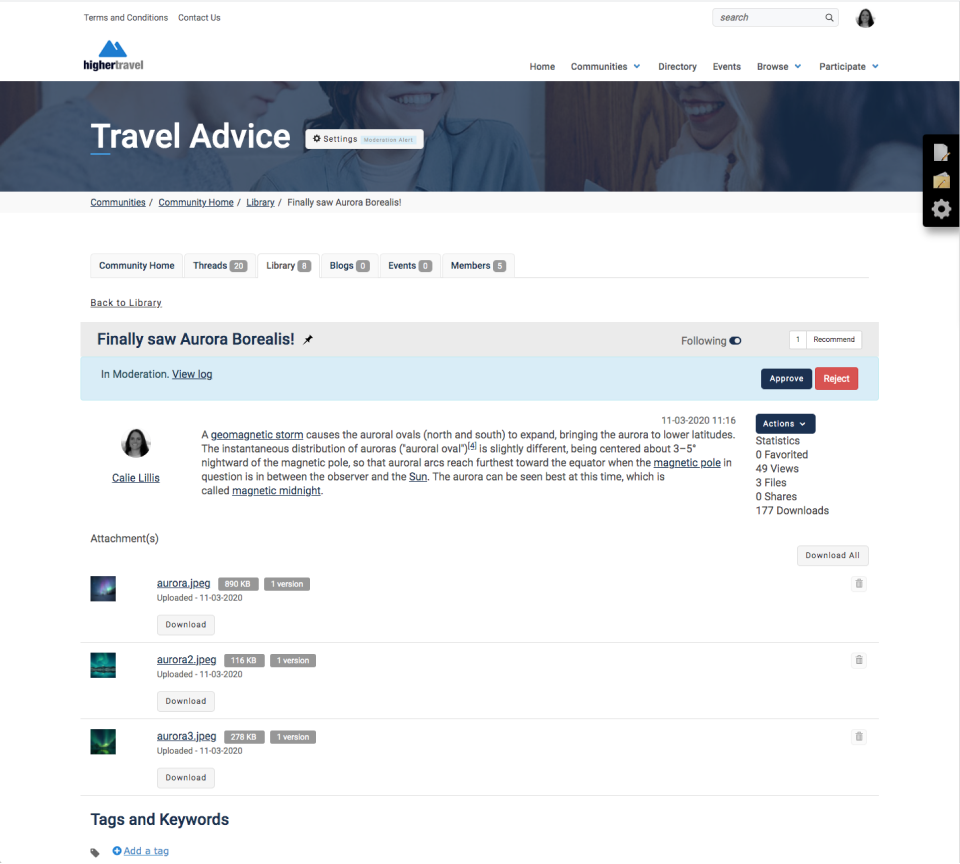 Terms and Conditions Contact Us
search
highertravel
Home Communities Directory Events Browse Participate
Travel Advice
Settings Moderation Alert
Communities / Community Home / Library / Finally saw Aurora Borealis!
Community Home Threads 20 Library 8 Blogs 0 Events 0 Members 5
Back to Library
Finally saw Aurora Borealis!
Following 1 Recommend
In Moderation. View log
Approve Reject
11-03-2020 11:16
Calie Lillis
A geomagnetic storm causes the auroral ovals (north and south) to expand, bringing the aurora to lower latitudes.
The instantaneous distribution of auroras ("auroral oval")[4] is slightly different, being centered about 3–5°
nightward of the magnetic pole, so that auroral arcs reach furthest toward the equator when the magnetic pole in
question is in between the observer and the Sun. The aurora can be seen best at this time, which is
called magnetic midnight.
Actions
Statistics
0 Favorited
49 Views
3 Files
0 Shares
177 Downloads
Attachment(s)
Download All
aurora.jpeg 890 KB 1 version
Uploaded - 11-03-2020
Download
aurora2.jpeg 116 KB 1 version
Uploaded - 11-03-2020
Download
aurora3.jpeg 278 KB 1 version
Uploaded - 11-03-2020
Download
Tags and Keywords
Add a tag